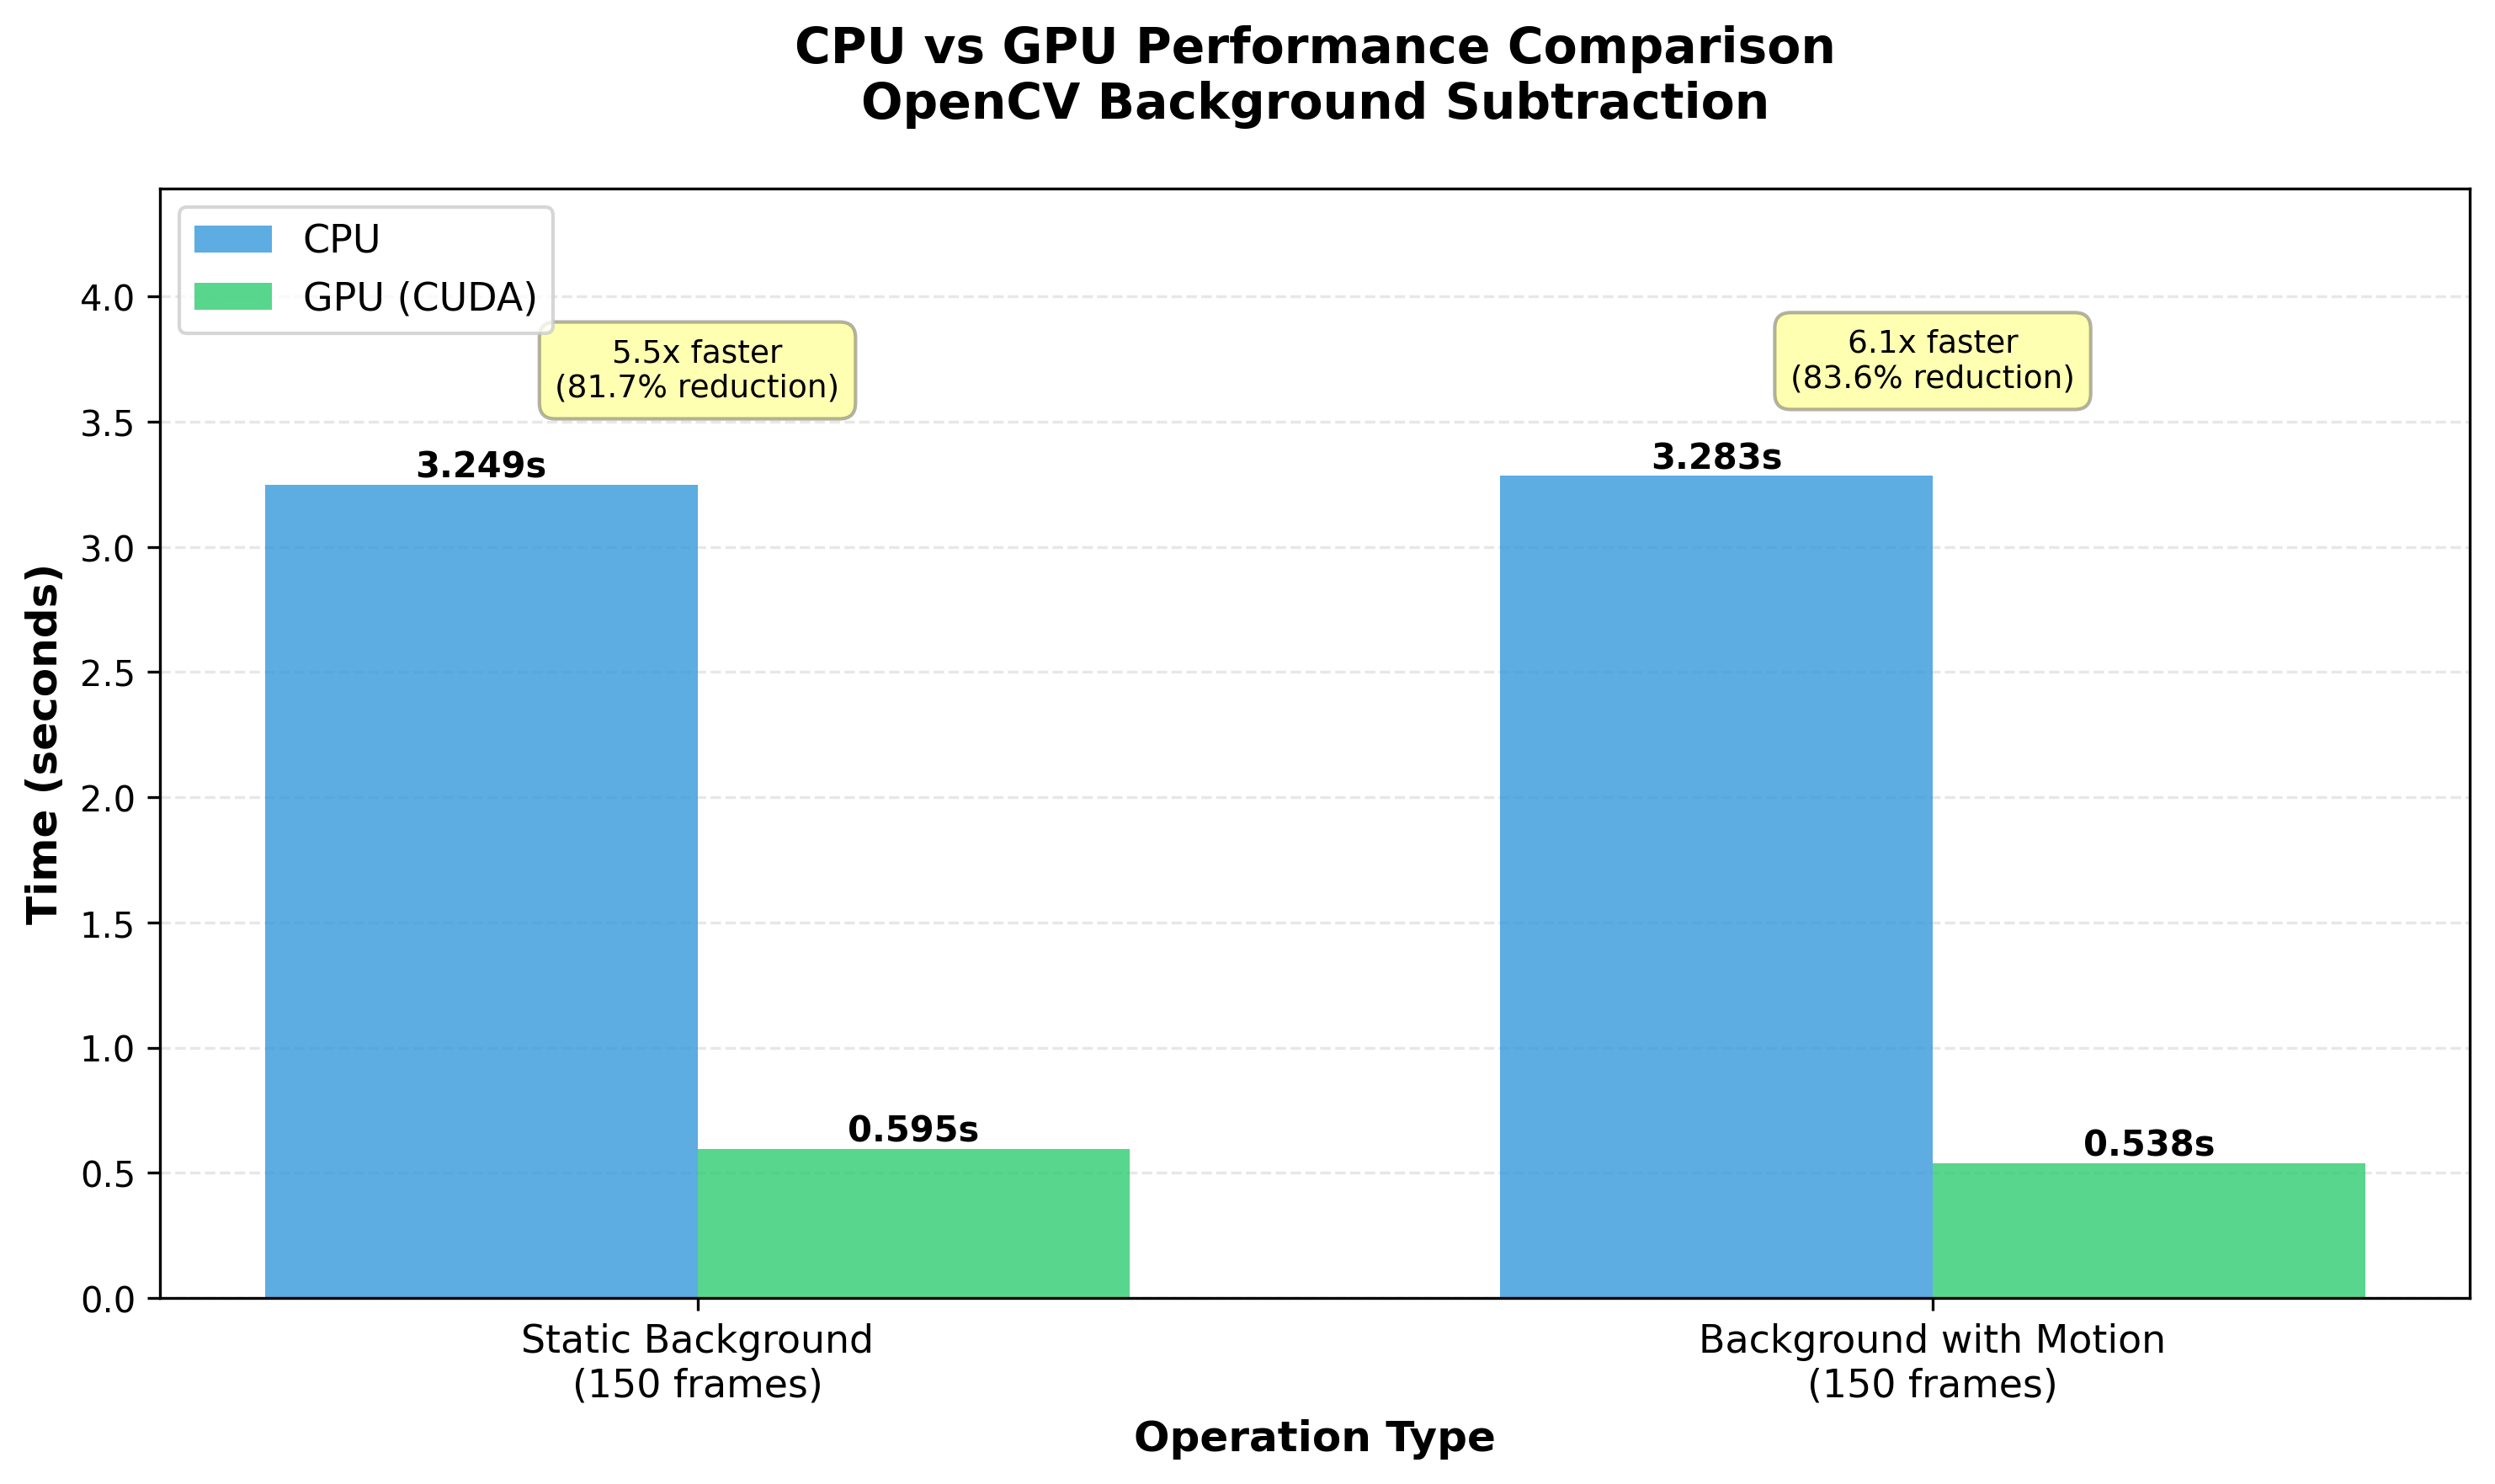 CPU vs GPU Performance Comparison
OpenCV Background Subtraction
CPU
GPU (CUDA)
5.5x faster
(81.7% reduction)
6.1x faster
(83.6% reduction)
3.249s
3.283s
0.595s
0.538s
Time (seconds)
4.0
3.5
3.0
2.5
2.0
1.5
1.0
0.5
0.0
Static Background
(150 frames)
Background with Motion
(150 frames)
Operation Type